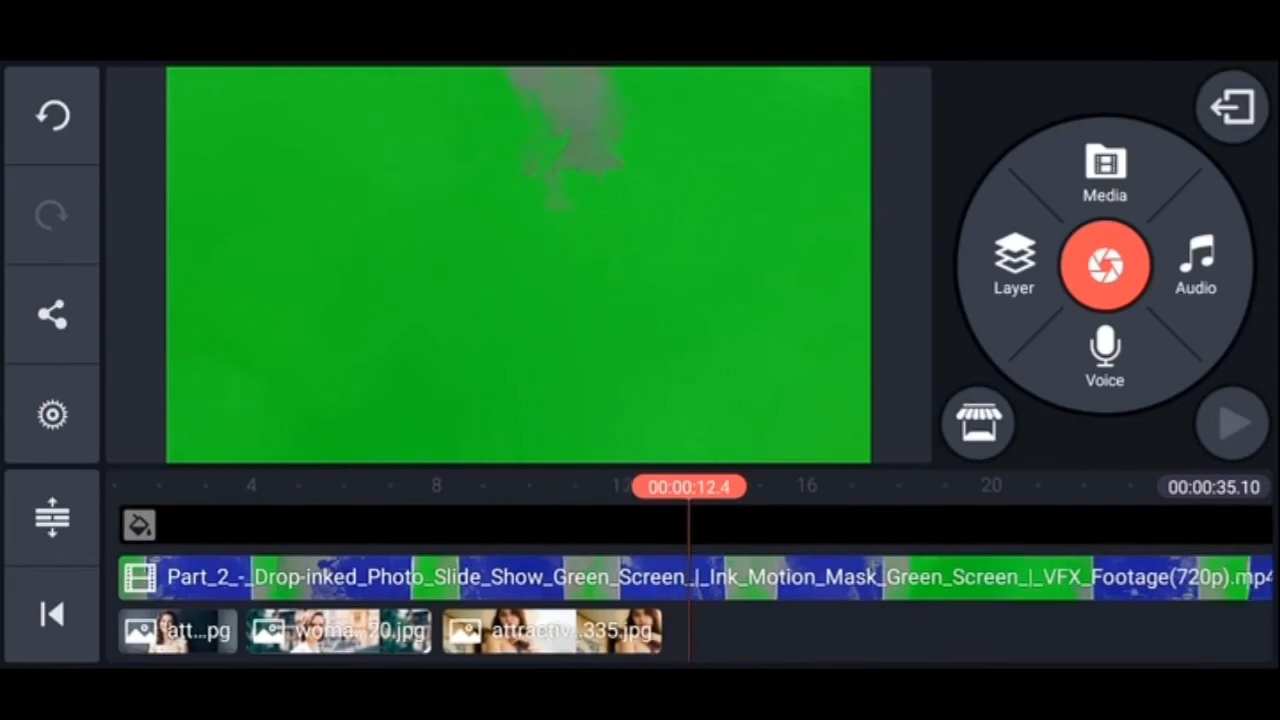 Media
Layer
Audio
Voice
4
8
12
00:00:12.4
16
20
00:00:35.10
Part_2_-_Drop-inked_Photo_Slide_Show_Green_Screen_|_Ink_Motion_Mask_Green_Screen_|_VFX_Footage(720p).mp4
att...pg
woma...20.jpg
attractiv...335.jpg